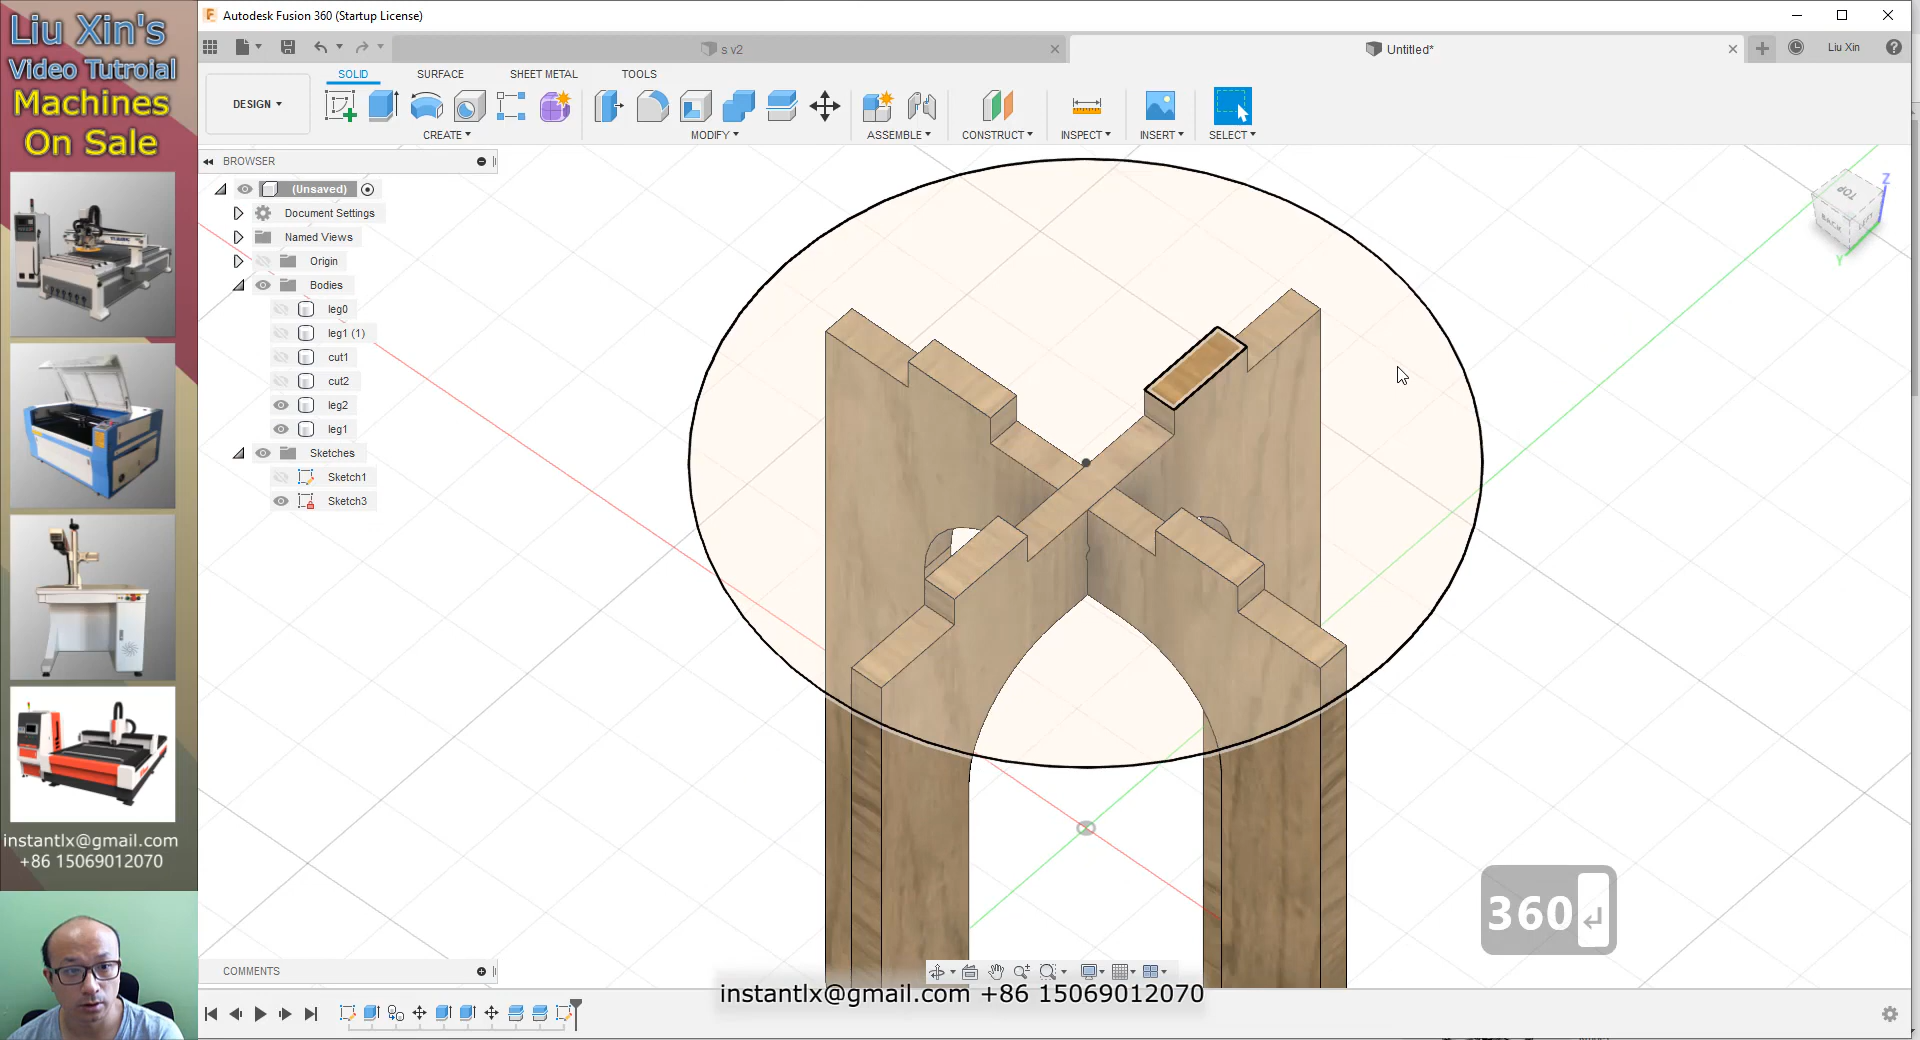 Liu Xin's
Video Tutroial
Machines
On Sale
instantlx@gmail.com
+86 15069012070
Autodesk Fusion 360 (Startup License)
s v2
Untitled*
Liu Xin
DESIGN
SOLID
SURFACE
SHEET METAL
TOOLS
CREATE
MODIFY
ASSEMBLE
CONSTRUCT
INSPECT
INSERT
SELECT
BROWSER
(Unsaved)
Document Settings
Named Views
Origin
Bodies
leg0
leg1 (1)
cut1
cut2
leg2
leg1
Sketches
Sketch1
Sketch3
TOP
BACK
LEFT
Z
Y
360
COMMENTS
instantlx@gmail.com +86 15069012070